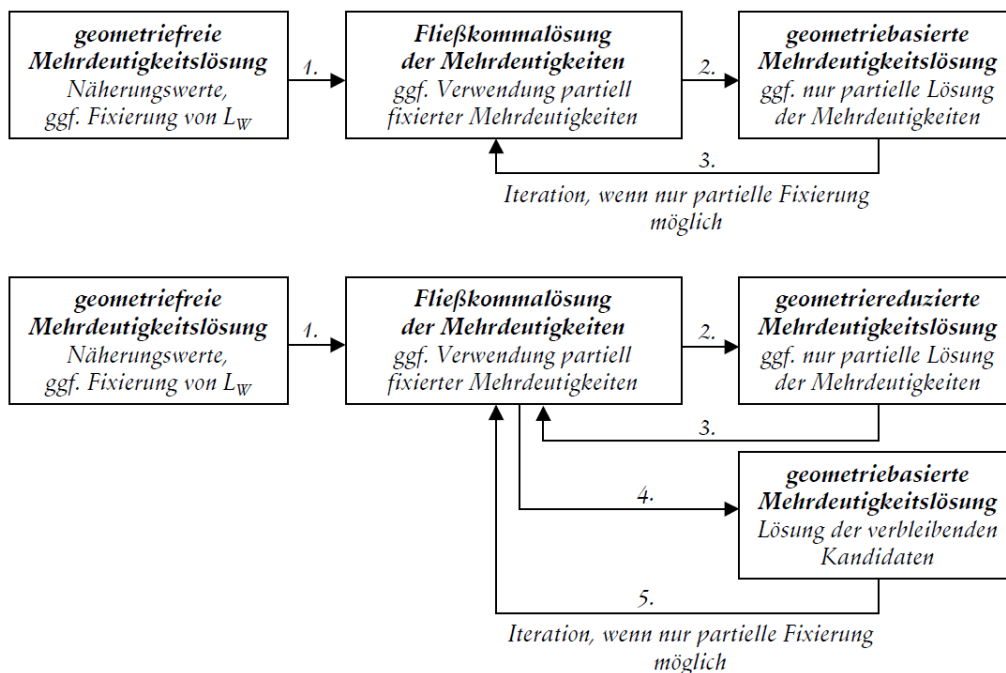 geometriefreie
Mehrdeutigkeitslösung
Näherungswerte,
ggf. Fixierung von L_W
1.
Fließkommalösung
der Mehrdeutigkeiten
ggf. Verwendung partiell
fixierter Mehrdeutigkeiten
2.
geometriebasierte
Mehrdeutigkeitslösung
ggf. nur partielle Lösung
der Mehrdeutigkeiten
3.
Iteration, wenn nur partielle Fixierung
möglich
geometriefreie
Mehrdeutigkeitslösung
Näherungswerte,
ggf. Fixierung von L_W
1.
Fließkommalösung
der Mehrdeutigkeiten
ggf. Verwendung partiell
fixierter Mehrdeutigkeiten
2.
geometriereduzierte
Mehrdeutigkeitslösung
ggf. nur partielle Lösung
der Mehrdeutigkeiten
3.
4.
geometriebasierte
Mehrdeutigkeitslösung
Lösung der verbleibenden
Kandidaten
5.
Iteration, wenn nur partielle Fixierung
möglich